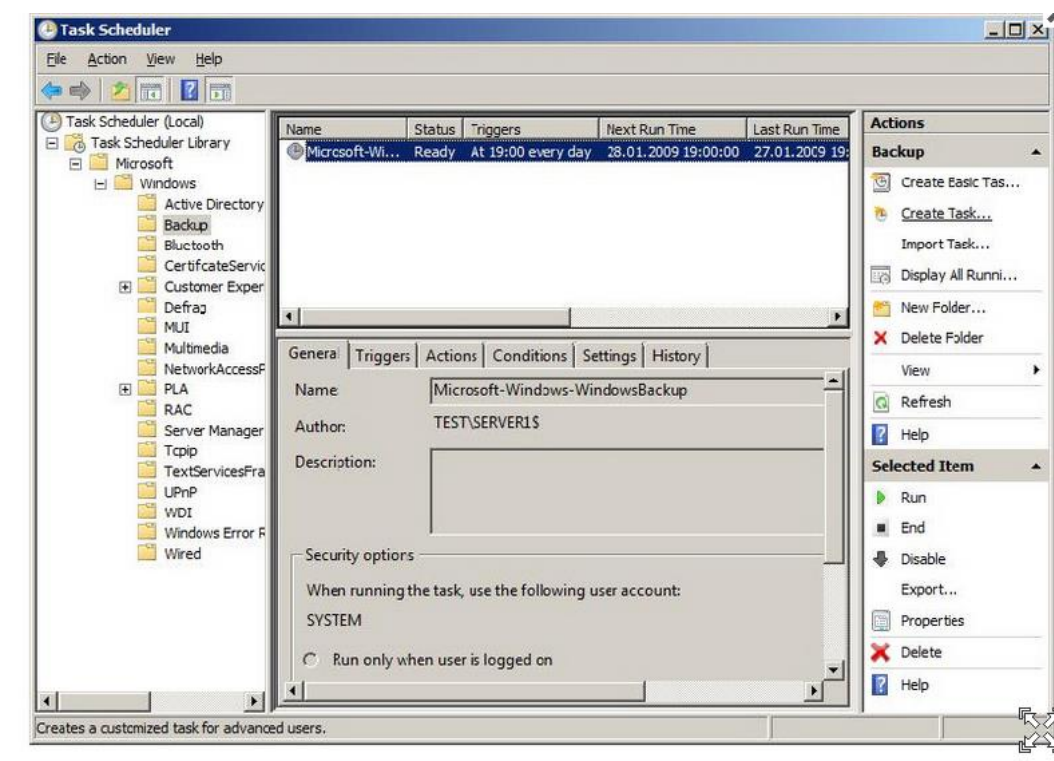 Task Scheduler
File Action View Help
Task Scheduler (Local)
Task Scheduler Library
Microsoft
Windows
Active Directory
Backup
Bluetooth
CertifcateServic
Customer Exper
Defrag
MUI
Multimedia
NetworkAccessP
PLA
RAC
Server Manager
Tcpip
TextServicesFra
UPnP
WDI
Windows Error R
Wired
Name Status Triggers Next Run Time Last Run Time
Microsoft-Wi... Ready At 19:00 every day 28.01.2009 19:00:00 27.01.2009 19:
General Triggers Actions Conditions Settings History
Name
Microsoft-Windows-WindowsBackup
Author:
TEST\SERVER1$
Description:
Security options
When running the task, use the following user account:
SYSTEM
Run only when user is logged on
Actions
Backup
Create Basic Tas...
Create Task...
Import Task...
Display All Runni...
New Folder...
Delete Folder
View
Refresh
Help
Selected Item
Run
End
Disable
Export...
Properties
Delete
Help
Creates a customized task for advanced users.